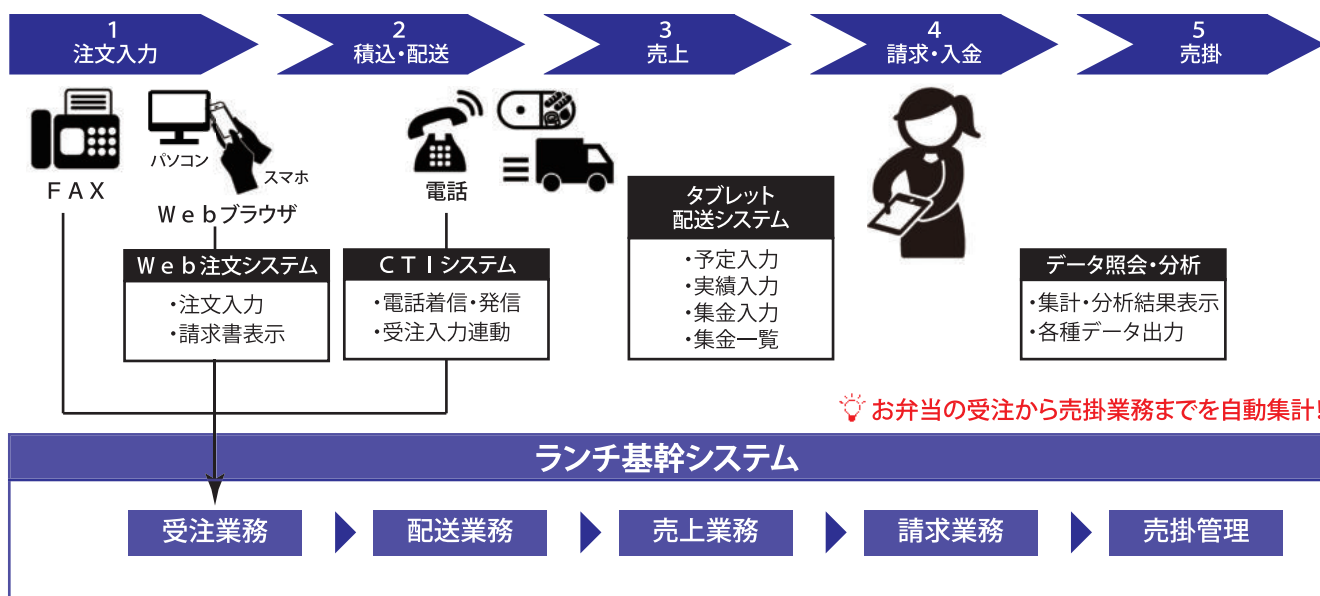 1
注文入力
2
積込・配送
3
売上
4
請求・入金
5
売掛
パソコン
スマホ
FAX
Webブラウザ
電話
Web注文システム
・注文入力
・請求書表示
CTIシステム
・電話着信・発信
・受注入力連動
タブレット
配送システム
・予定入力
・実績入力
・集金入力
・集金一覧
データ照会・分析
・集計・分析結果表示
・各種データ出力
お弁当の受注から売掛業務までを自動集計!
ランチ基幹システム
受注業務
配送業務
売上業務
請求業務
売掛管理